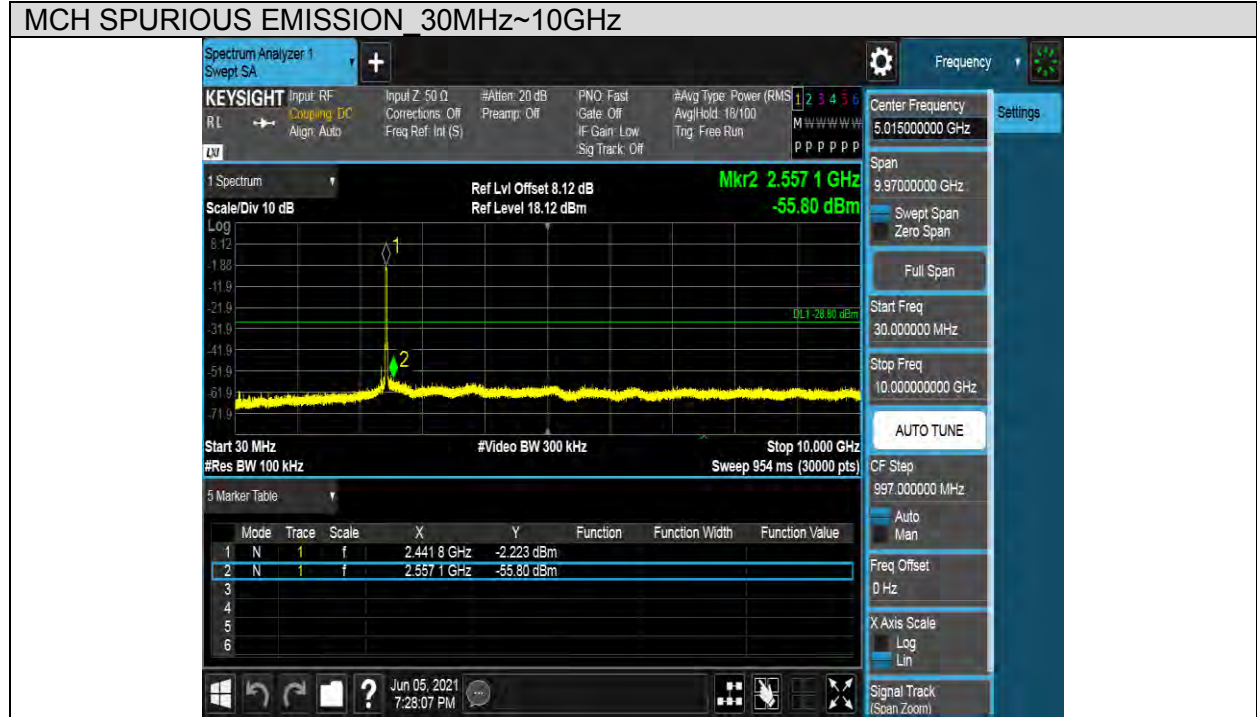 MCH SPURIOUS EMISSION_30MHz~10GHz
Spectrum Analyzer 1
Swept SA
+
Frequency
KEYSIGHT
RL
LXI
Input: RF
Coupling: DC
Align: Auto
Input Z: 50 Ω
Corrections: Off
Freq Ref: Int (S)
#Atten: 20 dB
Preamp: Off
PNO: Fast
Gate: Off
IF Gain: Low
Sig Track: Off
#Avg Type: Power (RMS
Avg|Hold: 18/100
Trig: Free Run
1 2 3 4 5 6
M W W W W W
P P P P P P
Center Frequency
5.015000000 GHz
Settings
1 Spectrum
Scale/Div 10 dB
Ref Lvl Offset 8.12 dB
Ref Level 18.12 dBm
Mkr2 2.557 1 GHz
-55.80 dBm
Log
8.12
-1.88
-11.9
-21.9
-31.9
-41.9
-51.9
-61.9
-71.9
1
2
DL1 -28.80 dBm
Start 30 MHz
#Video BW 300 kHz
Stop 10.000 GHz
#Res BW 100 kHz
Sweep 954 ms (30000 pts)
Span
9.97000000 GHz
Swept Span
Zero Span
Full Span
Start Freq
30.000000 MHz
Stop Freq
10.000000000 GHz
AUTO TUNE
CF Step
997.000000 MHz
Auto
Man
Freq Offset
0 Hz
X Axis Scale
Log
Lin
Signal Track
(Span Zoom)
5 Marker Table
Mode Trace Scale X Y Function Function Width Function Value
1 N 1 f 2.441 8 GHz -2.223 dBm
2 N 1 f 2.557 1 GHz -55.80 dBm
3
4
5
6
?
Jun 05, 2021
7:28:07 PM